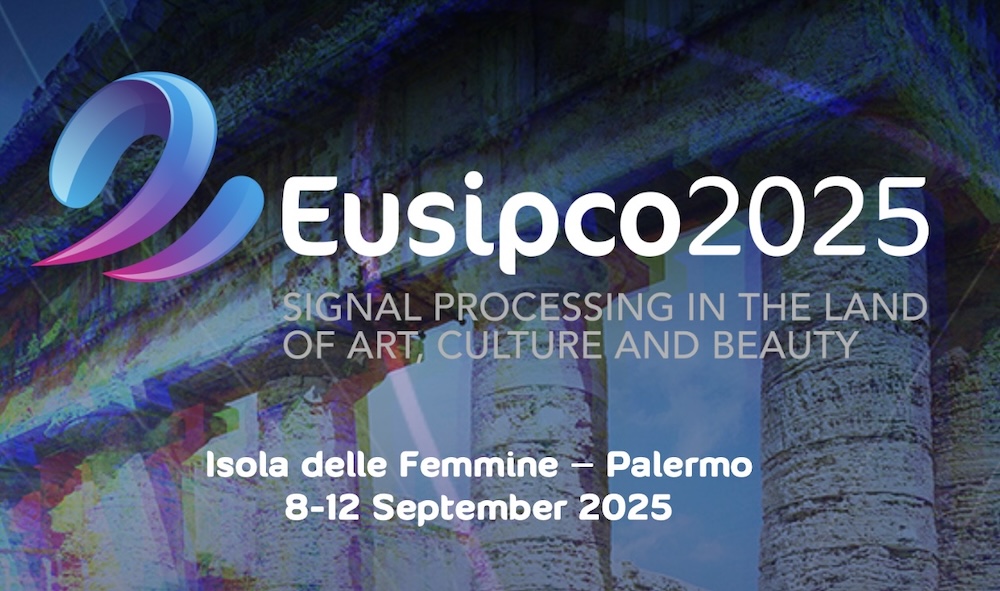 Eusipco2025
SIGNAL PROCESSING IN THE LAND
OF ART, CULTURE AND BEAUTY
Isola delle Femmine – Palermo
8-12 September 2025